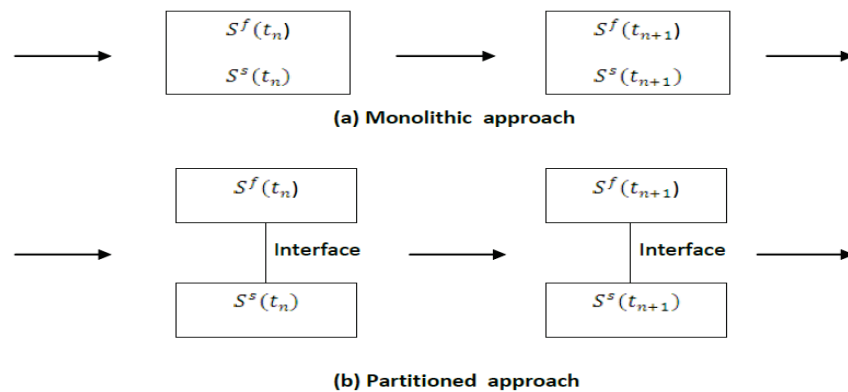 S^f(t_n) S^f(t_{n+1})
S^s(t_n) S^s(t_{n+1})
(a) Monolithic approach
S^f(t_n) S^f(t_{n+1})
Interface Interface
S^s(t_n) S^s(t_{n+1})
(b) Partitioned approach